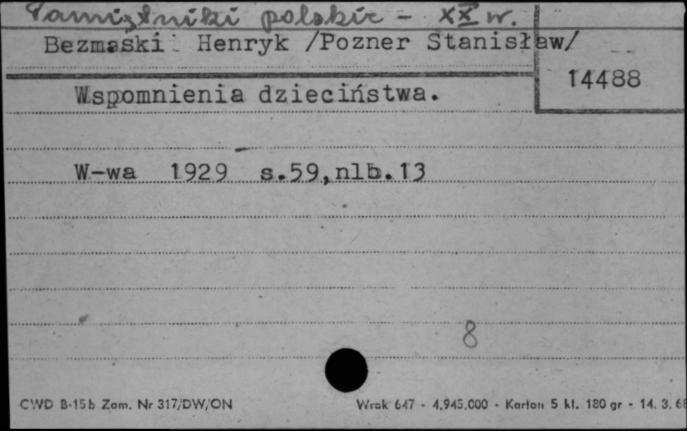 Pamiętniki polskie - XX w.
Bezmaski Henryk /Pozner Stanisław/
14488
Wspomnienia dzieciństwa.
W-wa 1929 s.59,nlb.13
8
CWD B-15b Zam. Nr 317/DW/ON
Wrak 647 - 4.945.000 - Karton 5 kl. 180 gr - 14. 3. 68